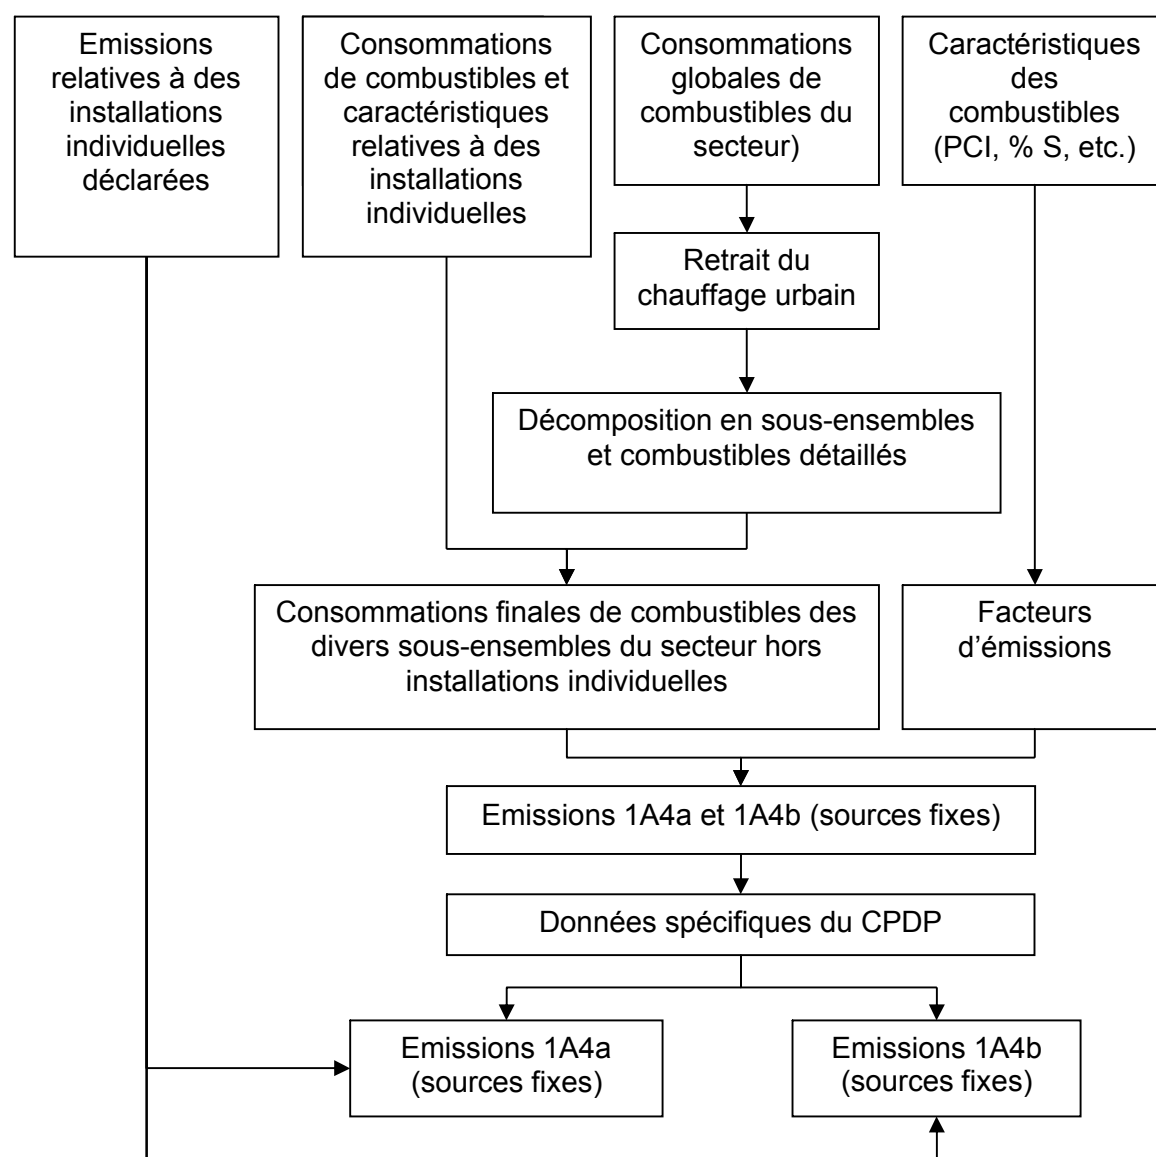 Emissions
relatives à des
installations
individuelles
déclarées
Consommations
de combustibles et
caractéristiques
relatives à des
installations
individuelles
Consommations
globales de
combustibles du
secteur)
Caractéristiques
des
combustibles
(PCI, % S, etc.)
Retrait du
chauffage urbain
Décomposition en sous-ensembles
et combustibles détaillés
Consommations finales de combustibles des
divers sous-ensembles du secteur hors
installations individuelles
Facteurs
d’émissions
Emissions 1A4a et 1A4b (sources fixes)
Données spécifiques du CPDP
Emissions 1A4a
(sources fixes)
Emissions 1A4b
(sources fixes)